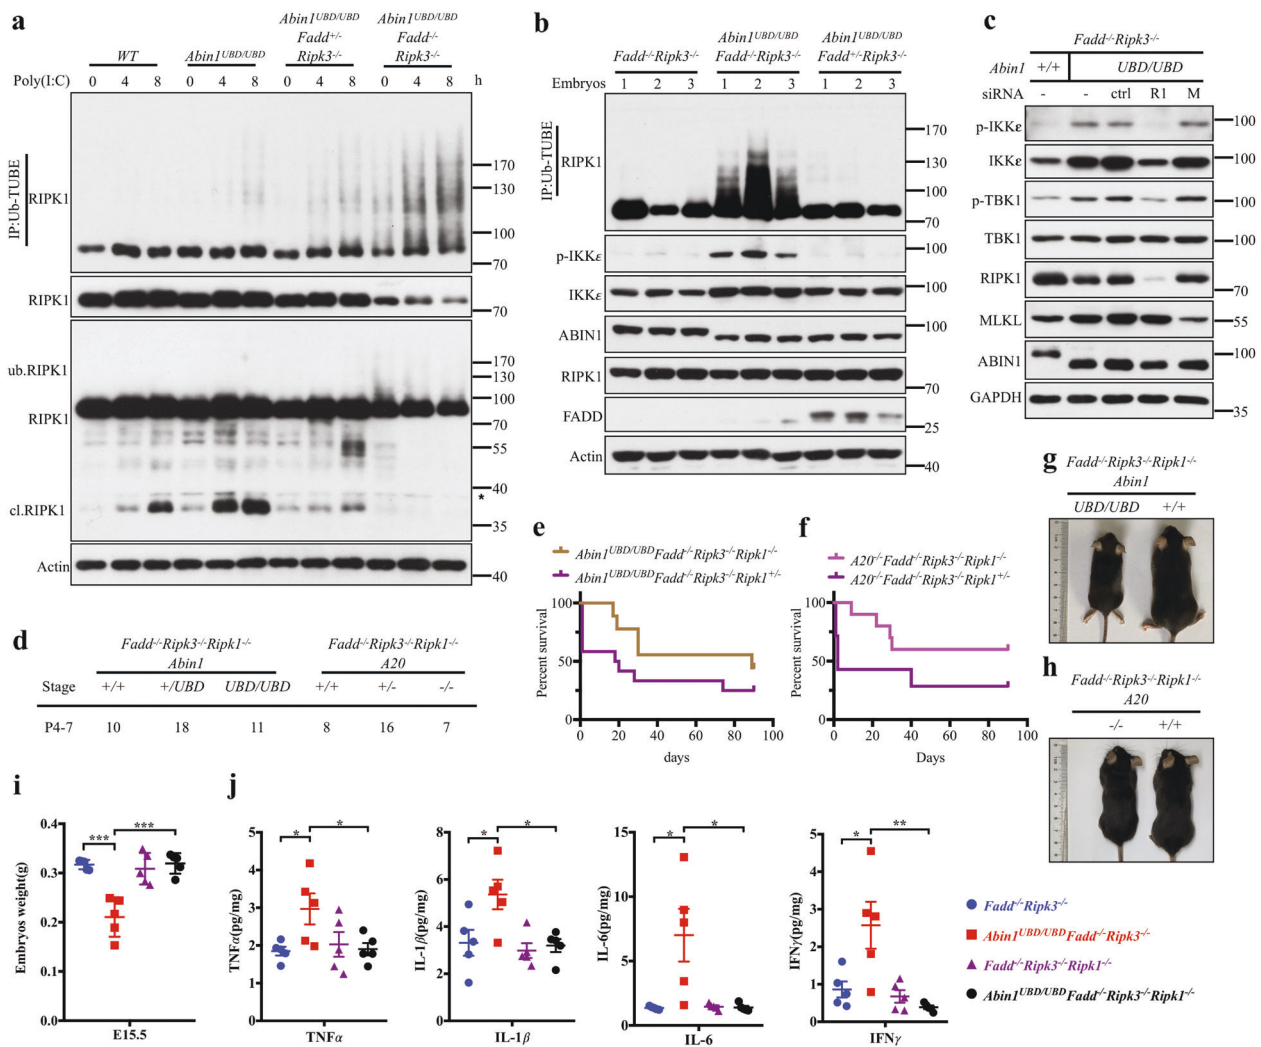 a
Abin1UBD/UBD Abin1UBD/UBD
Fadd+/- Fadd-/-
WT Abin1UBD/UBD Ripk3-/- Ripk3-/-
Poly(I:C) 0 4 8 0 4 8 0 4 8 0 4 8 h
IP:Ub-TUBE
RIPK1
170
130
100
70
RIPK1
70
ub.RIPK1
170
130
100
RIPK1
70
55
40
*
cl.RIPK1
35
Actin
40
b
Abin1UBD/UBD Abin1UBD/UBD
Fadd-/-Ripk3-/- Fadd-/-Ripk3-/- Fadd+/-Ripk3-/-
Embryos 1 2 3 1 2 3 1 2 3
IP:Ub-TUBE
RIPK1
170
130
100
70
p-IKKε
100
IKKε
100
ABIN1
100
RIPK1
70
FADD
25
Actin
40
c
Fadd-/-Ripk3-/-
Abin1 +/+ UBD/UBD
siRNA - - ctrl R1 M
p-IKKε 100
IKKε 100
p-TBK1 100
TBK1 100
RIPK1 70
MLKL 55
ABIN1 100
GAPDH 35
d
Fadd-/-Ripk3-/-Ripk1-/- Fadd-/-Ripk3-/-Ripk1-/-
Abin1 A20
Stage +/+ +/UBD UBD/UBD +/+ +/- -/-
P4-7 10 18 11 8 16 7
e
Abin1UBD/UBDFadd-/-Ripk3-/-Ripk1-/-
Abin1UBD/UBDFadd-/-Ripk3-/-Ripk1+/-
Percent survival
100
50
0
0 20 40 60 80 100
days
f
A20-/-Fadd-/-Ripk3-/-Ripk1-/-
A20-/-Fadd-/-Ripk3-/-Ripk1+/-
Percent survival
100
50
0
0 20 40 60 80 100
Days
g
Fadd-/-Ripk3-/-Ripk1-/-
Abin1
UBD/UBD +/+
h
Fadd-/-Ripk3-/-Ripk1-/-
A20
-/- +/+
i
Embryos weight(g)
0.4
0.3
0.2
0.1
0.0
*** ***
E15.5
j
TNFα(pg/mg)
5
4
3
2
1
0
* *
TNFα
IL-1β(pg/mg)
8
6
4
2
0
* *
IL-1β
IL-6(pg/mg)
15
10
5
0
* *
IL-6
IFNγ(pg/mg)
5
4
3
2
1
0
* **
IFNγ
Fadd-/-Ripk3-/-
Abin1UBD/UBDFadd-/-Ripk3-/-
Fadd-/-Ripk3-/-Ripk1-/-
Abin1UBD/UBDFadd-/-Ripk3-/-Ripk1-/-